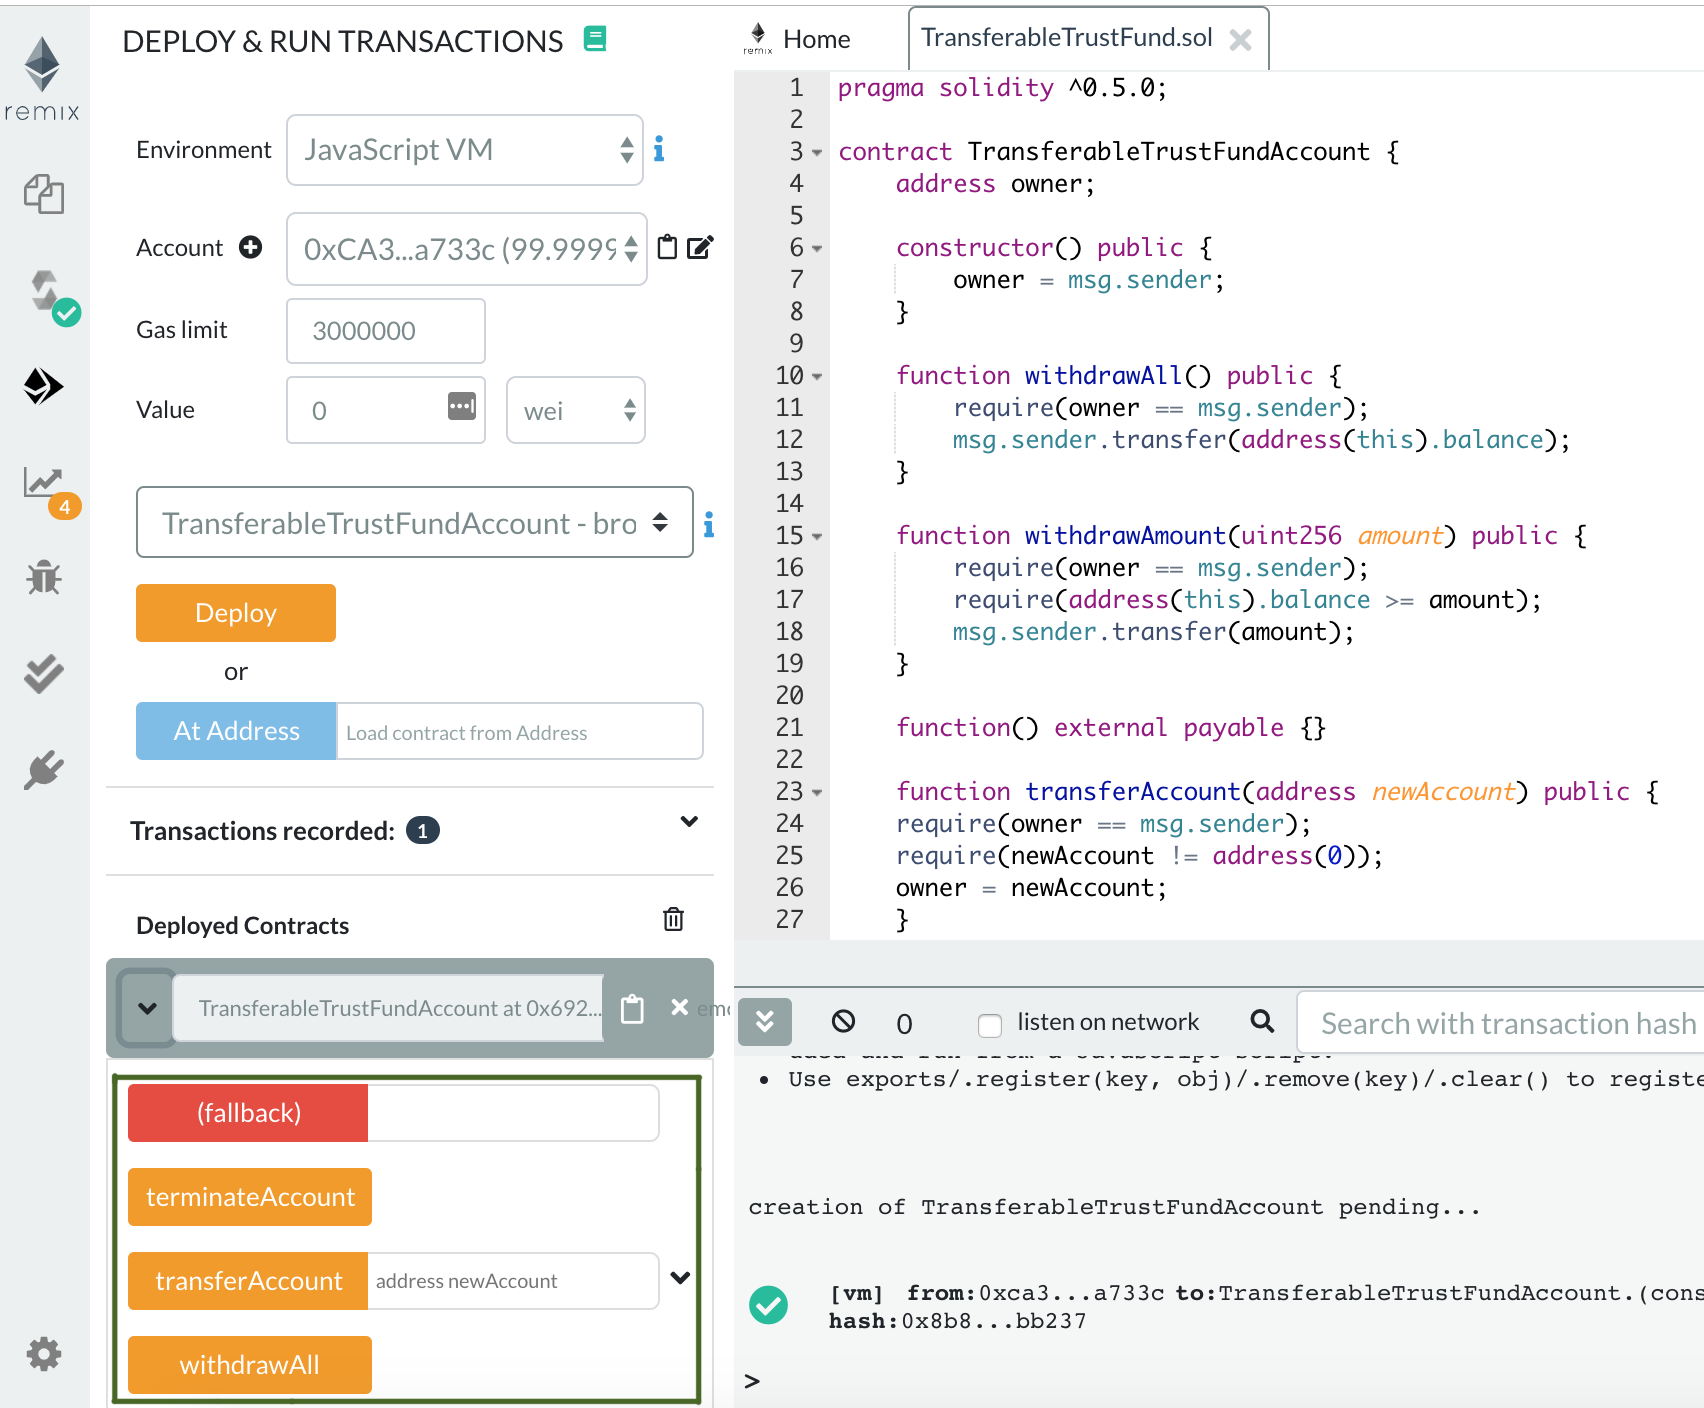 remix
4
DEPLOY & RUN TRANSACTIONS
Environment
JavaScript VM
i
Account
0xCA3...a733c (99.9999
Gas limit
3000000
Value
0
wei
TransferableTrustFundAccount - bro
i
Deploy
or
At Address
Load contract from Address
Transactions recorded: 1
Deployed Contracts
TransferableTrustFundAccount at 0x692...
(fallback)
terminateAccount
transferAccount
address newAccount
withdrawAll
remix
Home
TransferableTrustFund.sol
1 pragma solidity ^0.5.0;
2
3 contract TransferableTrustFundAccount {
4 address owner;
5
6 constructor() public {
7 owner = msg.sender;
8 }
9
10 function withdrawAll() public {
11 require(owner == msg.sender);
12 msg.sender.transfer(address(this).balance);
13 }
14
15 function withdrawAmount(uint256 amount) public {
16 require(owner == msg.sender);
17 require(address(this).balance >= amount);
18 msg.sender.transfer(amount);
19 }
20
21 function() external payable {}
22
23 function transferAccount(address newAccount) public {
24 require(owner == msg.sender);
25 require(newAccount != address(0));
26 owner = newAccount;
27 }
0
listen on network
Search with transaction hash
and run from a JavaScript script.
• Use exports/.register(key, obj)/.remove(key)/.clear() to registe
creation of TransferableTrustFundAccount pending...
[vm] from:0xca3...a733c to:TransferableTrustFundAccount.(cons
hash:0x8b8...bb237
>